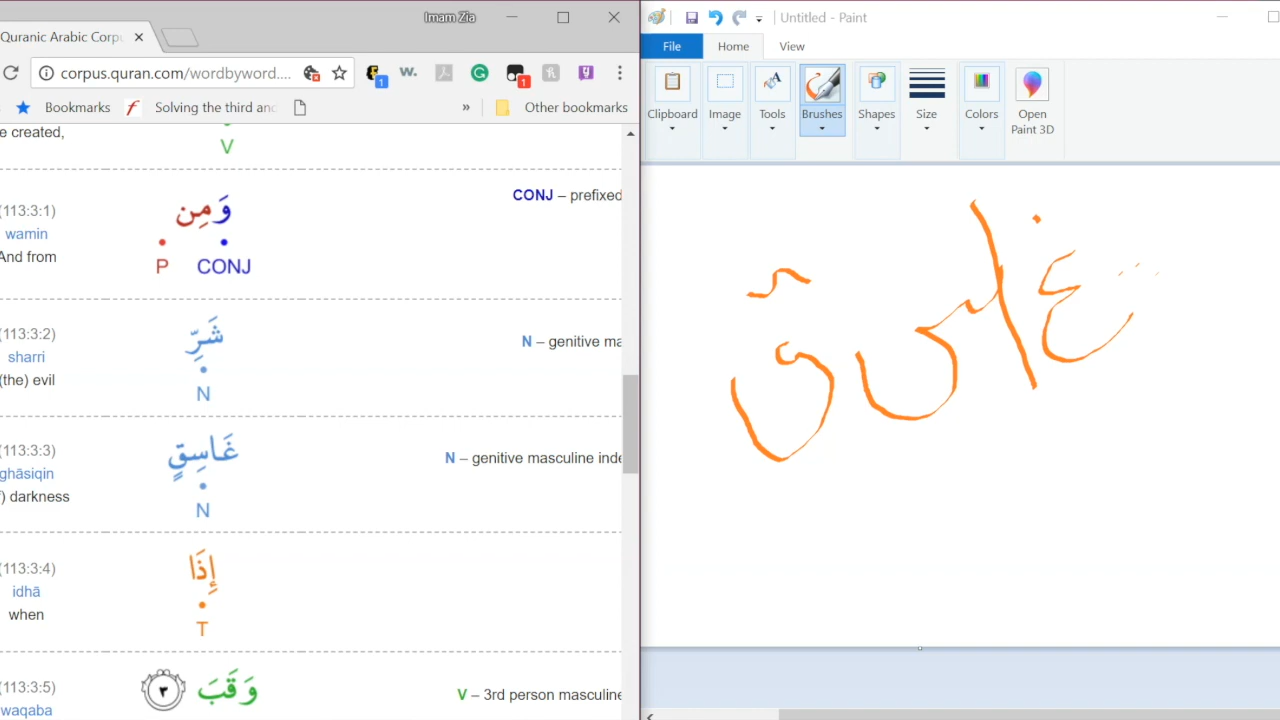 Imam Zia
Quranic Arabic Corpu
corpus.quran.com/wordbyword....
Bookmarks
Solving the third and
»
Other bookmarks
e created,
V
(113:3:1)
wamin
And from
وَمِن
P CONJ
CONJ – prefixed
(113:3:2)
sharri
(the) evil
شَرِّ
N
N – genitive ma
(113:3:3)
ghāsiqin
f) darkness
غَاسِقٍ
N
N – genitive masculine inde
(113:3:4)
idhā
when
إِذَا
T
(113:3:5)
waqaba
وَقَبَ ٣
V – 3rd person masculine
Untitled - Paint
File Home View
Clipboard Image Tools Brushes Shapes Size Colors Open Paint 3D